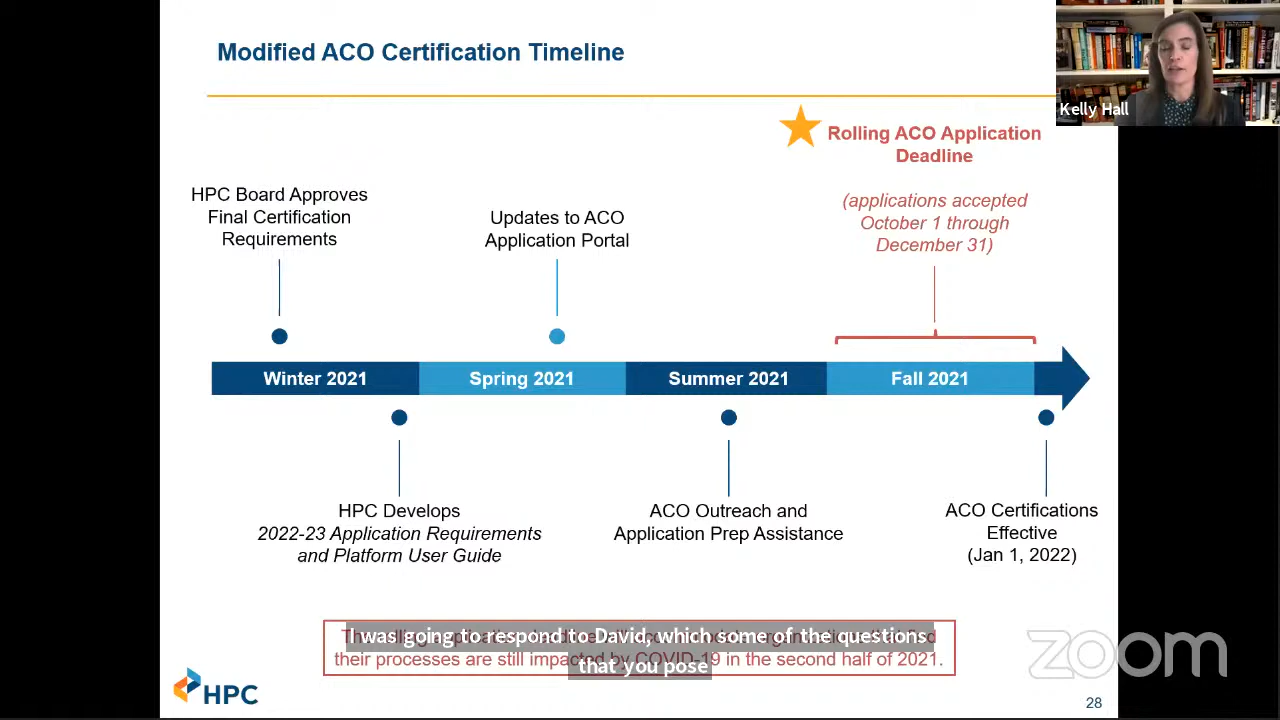 Modified ACO Certification Timeline
Kelly Hall
Rolling ACO Application
Deadline
(applications accepted
October 1 through
December 31)
HPC Board Approves
Final Certification
Requirements
Updates to ACO
Application Portal
Winter 2021
Spring 2021
Summer 2021
Fall 2021
HPC Develops
2022-23 Application Requirements
and Platform User Guide
ACO Outreach and
Application Prep Assistance
ACO Certifications
Effective
(Jan 1, 2022)
I was going to respond to David, which some of the questions
that you pose
their processes are still impacted by COVID-19 in the second half of 2021.
zoom
HPC
28